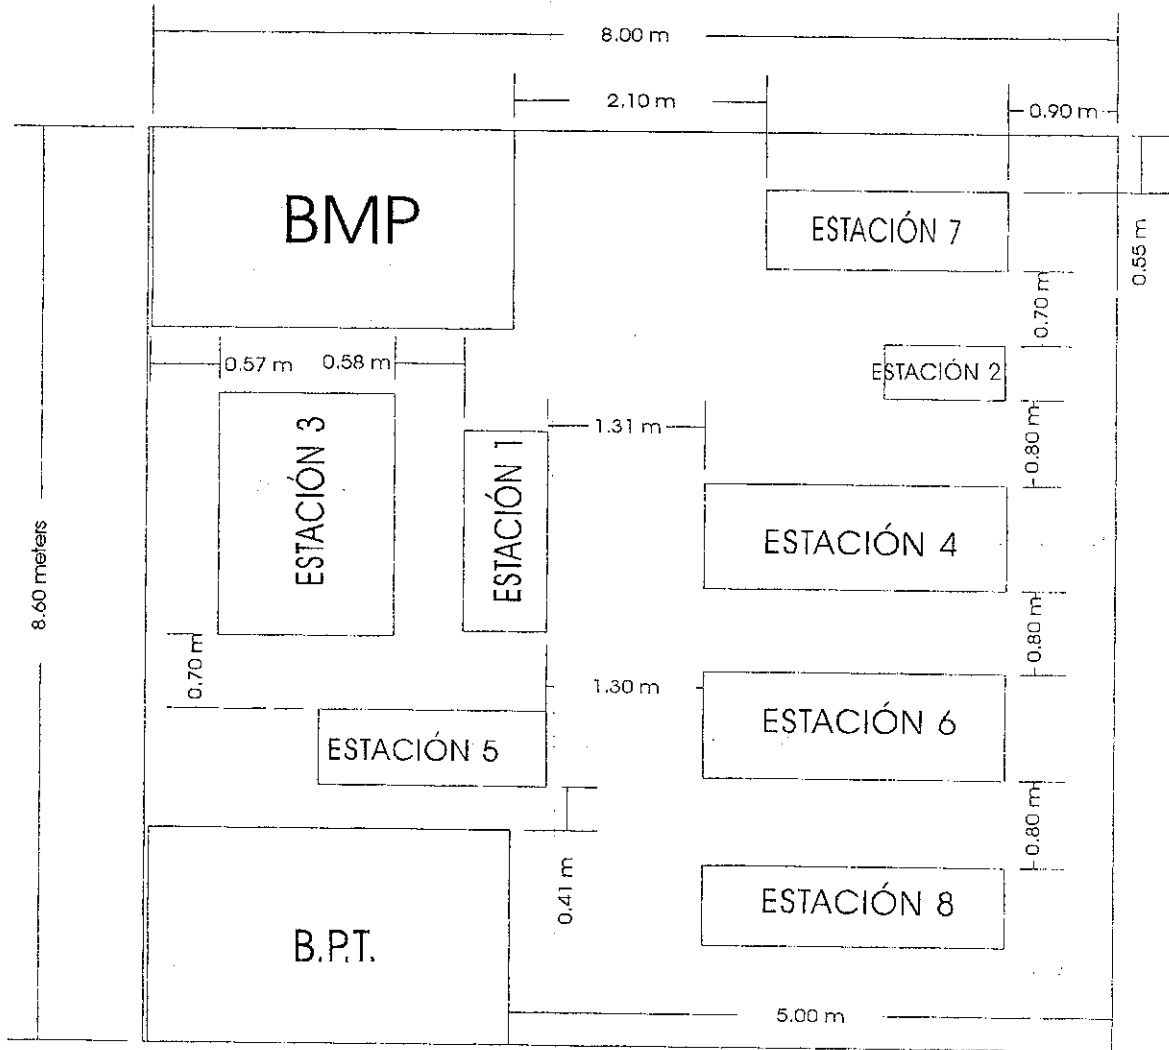 8.00 m
2.10 m
0.90 m
BMP
ESTACIÓN 7
0.55 m
0.70 m
0.57 m
0.58 m
ESTACIÓN 2
ESTACIÓN 3
ESTACIÓN 1
1.31 m
0.80 m
8.60 meters
ESTACIÓN 4
0.80 m
0.70 m
1.30 m
ESTACIÓN 6
ESTACIÓN 5
0.80 m
0.41 m
ESTACIÓN 8
B.P.T.
5.00 m